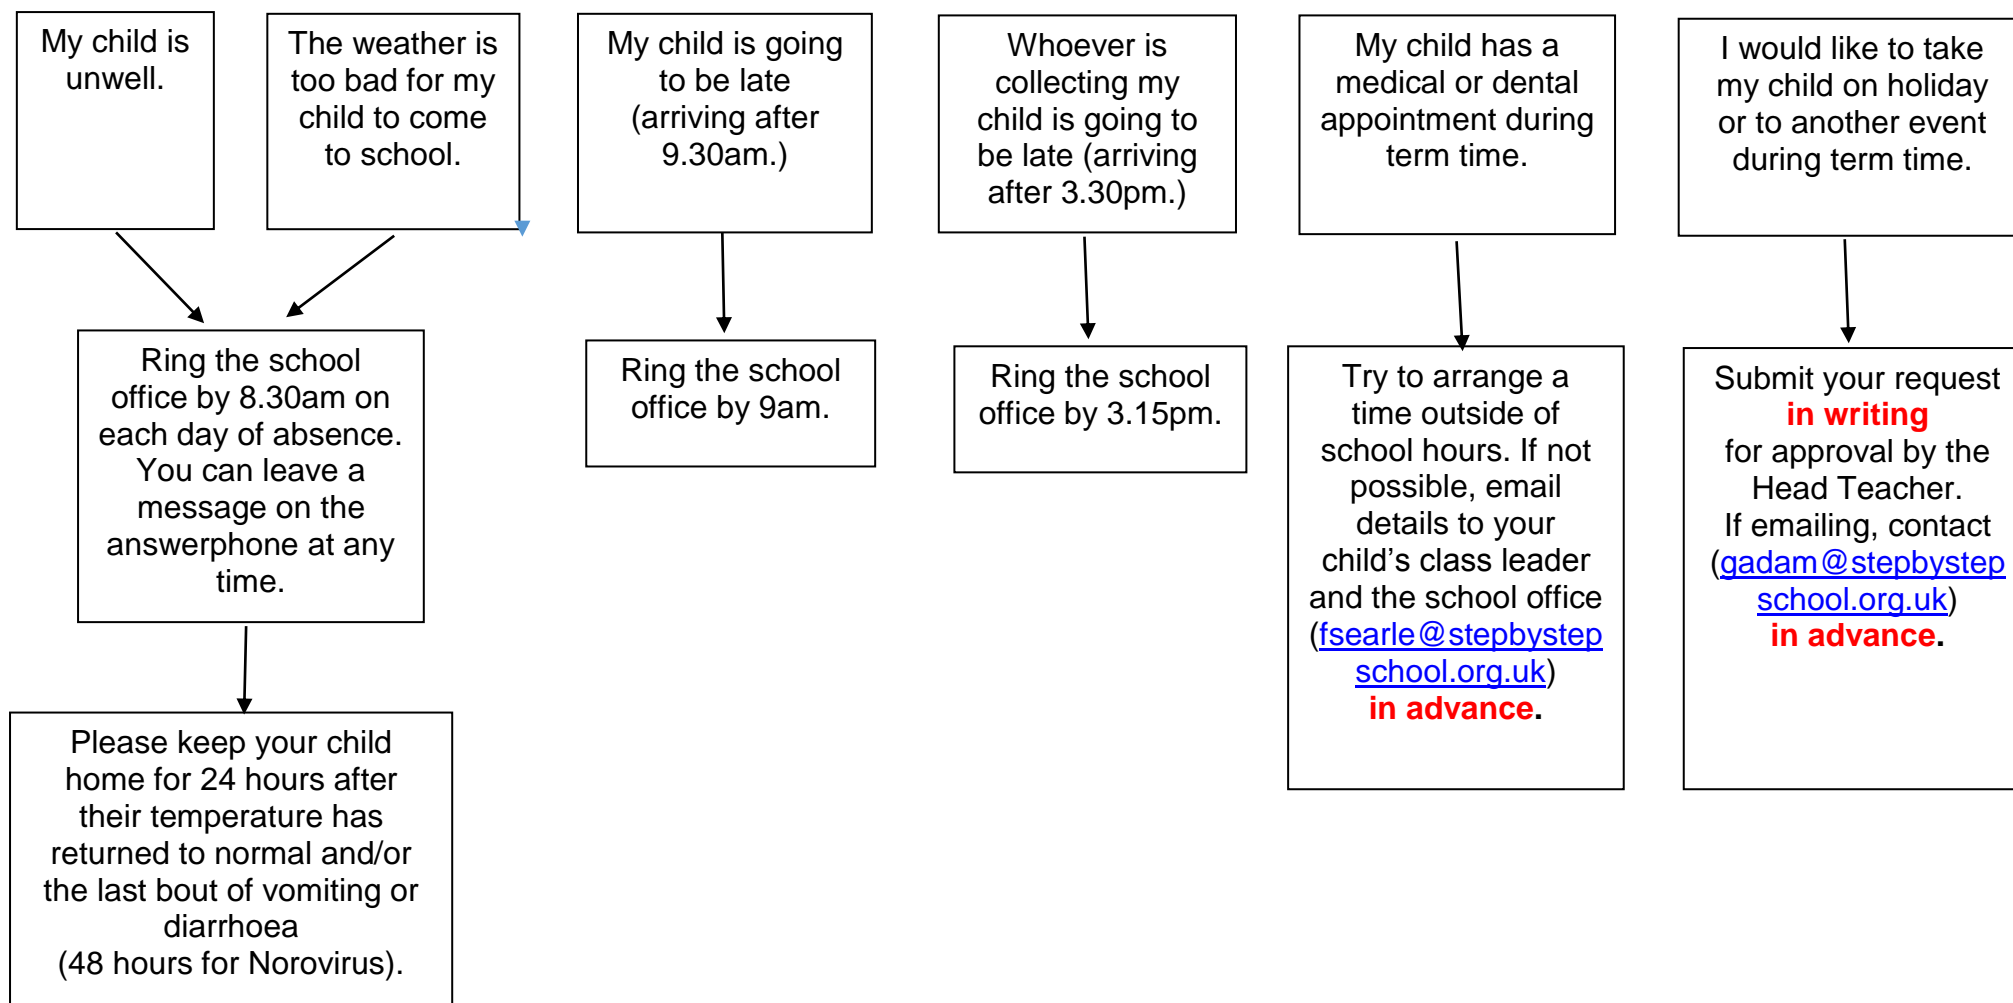 My child is
unwell.
The weather is
too bad for my
child to come
to school.
My child is going
to be late
(arriving after
9.30am.)
Whoever is
collecting my
child is going to
be late (arriving
after 3.30pm.)
My child has a
medical or dental
appointment during
term time.
I would like to take
my child on holiday
or to another event
during term time.
Ring the school
office by 8.30am on
each day of absence.
You can leave a
message on the
answerphone at any
time.
Ring the school
office by 9am.
Ring the school
office by 3.15pm.
Try to arrange a
time outside of
school hours. If not
possible, email
details to your
child’s class leader
and the school office
(fsearle@stepbystep
school.org.uk)
in advance.
Submit your request
in writing
for approval by the
Head Teacher.
If emailing, contact
(gadam@stepbystep
school.org.uk)
in advance.
Please keep your child
home for 24 hours after
their temperature has
returned to normal and/or
the last bout of vomiting or
diarrhoea
(48 hours for Norovirus).